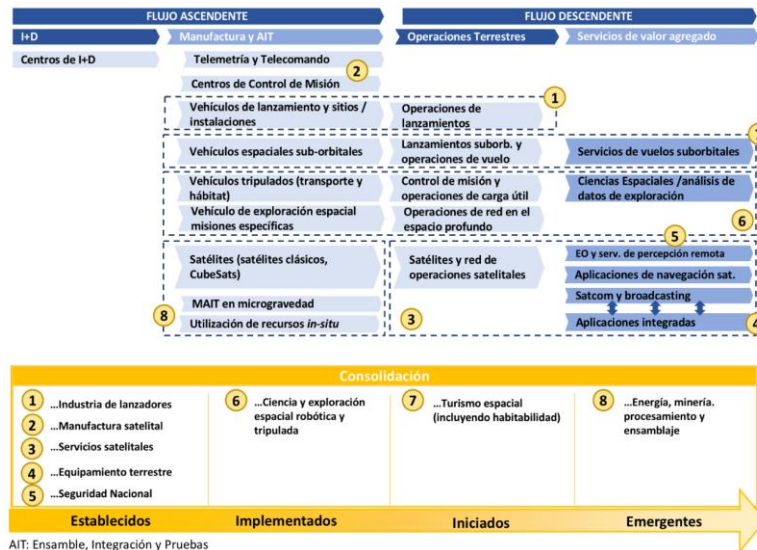 FLUJO ASCENDENTE
FLUJO DESCENDENTE
I+D
Manufactura y AIT
Operaciones Terrestres
Servicios de valor agregado
Centros de I+D
Telemetría y Telecomando
2
Centros de Control de Misión
Vehículos de lanzamiento y sitios /
instalaciones
Operaciones de
lanzamientos
1
Vehículos espaciales sub-orbitales
Lanzamientos suborb. y
operaciones de vuelo
Servicios de vuelos suborbitales
7
Vehículos tripulados (transporte y
hábitat)
Control de misión y
operaciones de carga útil
Ciencias Espaciales /análisis de
datos de exploración
Vehículo de exploración espacial
misiones específicas
Operaciones de red en el
espacio profundo
6
5
Satélites (satélites clásicos,
CubeSats)
Satélites y red de
operaciones satelitales
EO y serv. de percepción remota
Aplicaciones de navegación sat.
MAIT en microgravedad
Satcom y broadcasting
8
Utilización de recursos in-situ
3
Aplicaciones integradas
4
Consolidación
1 ...Industria de lanzadores
2 ...Manufactura satelital
3 ...Servicios satelitales
4 ...Equipamiento terrestre
5 ...Seguridad Nacional
6 ...Ciencia y exploración
espacial robótica y
tripulada
7 ...Turismo espacial
(incluyendo habitabilidad)
8 ...Energía, minería.
procesamiento y
ensamblaje
Establecidos
Implementados
Iniciados
Emergentes
AIT: Ensamble, Integración y Pruebas